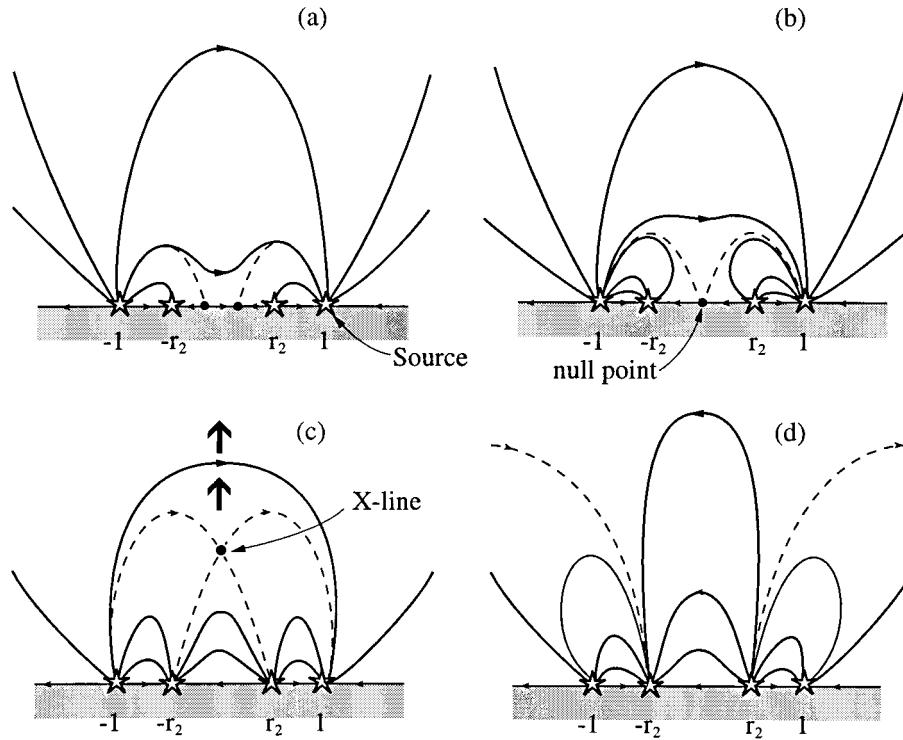 (a)
-1 -r₂ r₂ 1
Source
(b)
-1 -r₂ r₂ 1
null point
(c)
X-line
-1 -r₂ r₂ 1
(d)
-1 -r₂ r₂ 1